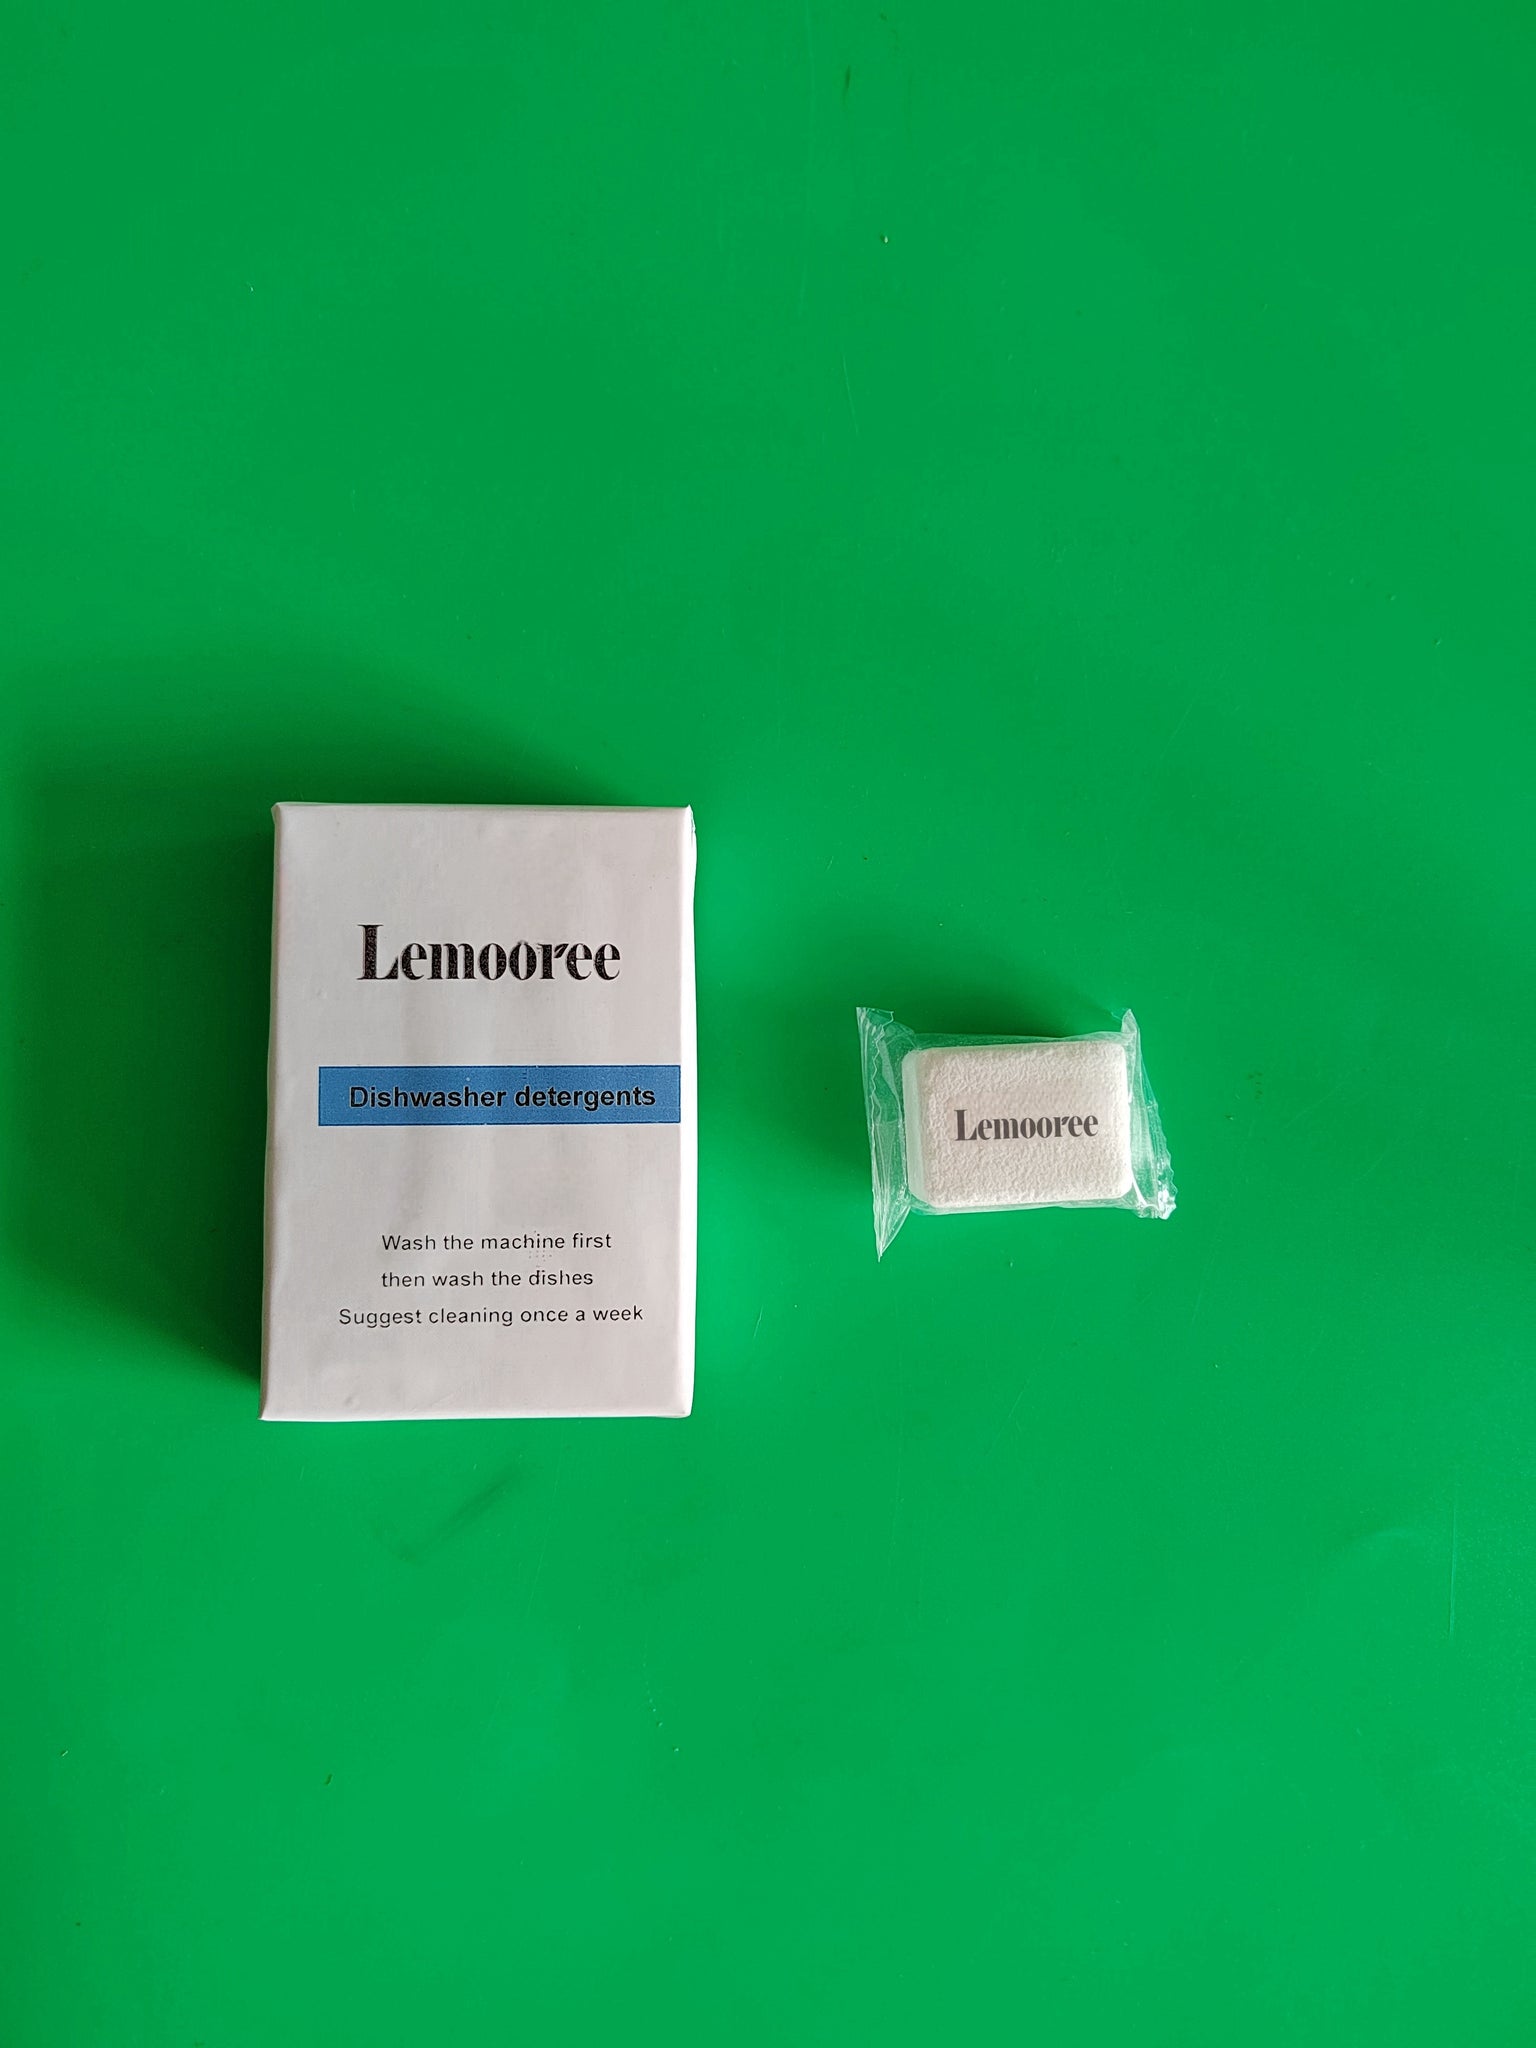 Lemooree
Dishwasher detergents
Wash the machine first
then wash the dishes
Suggest cleaning once a week
Lemooree